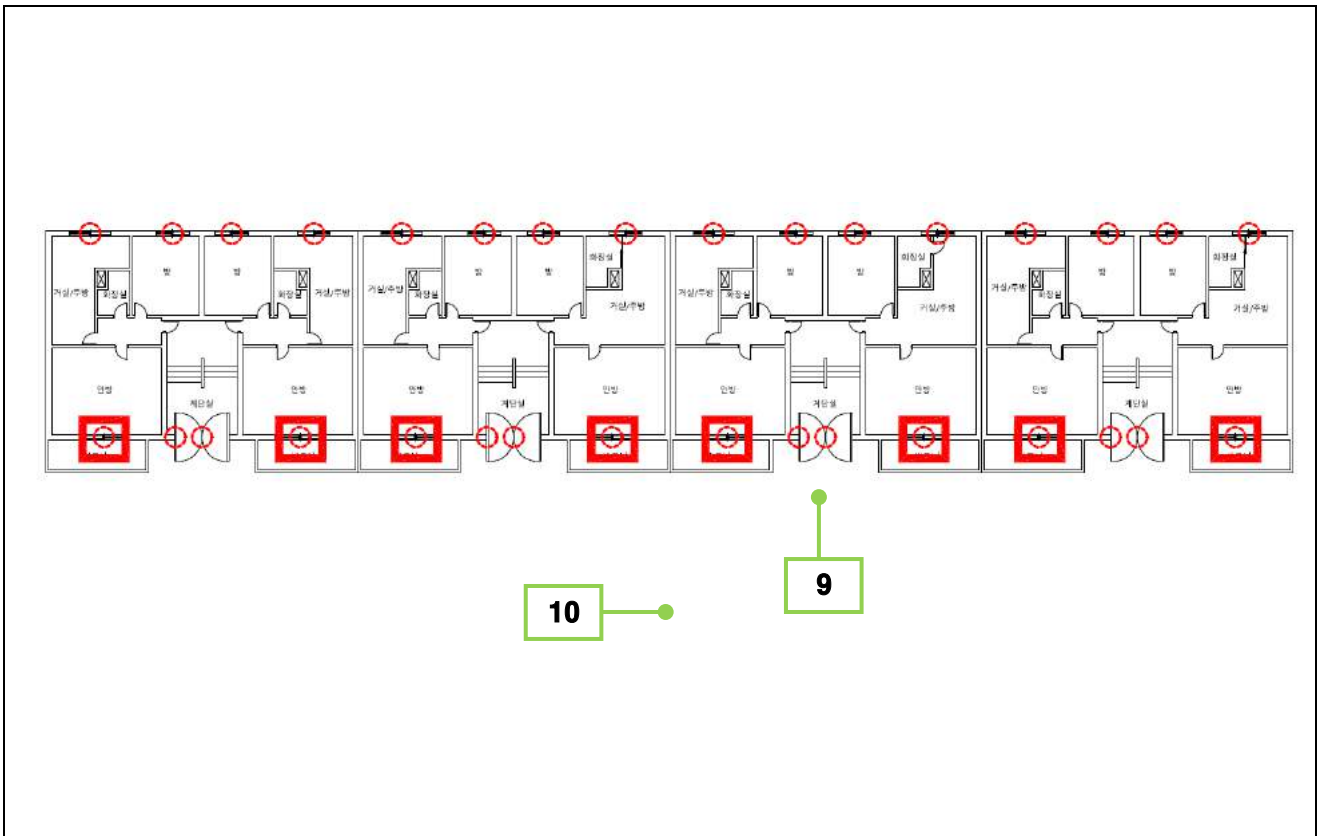 방 방 방 방 방 방 방 방
화장실 화장실 화장실
거실/주방 화장실 화장실 거실/주방 거실/주방 화장실 거실/주방 화장실 거실/주방 화장실
거실/주방 거실/주방 거실/주방
안방 안방 안방 안방 안방 안방 안방 안방
계단실 계단실 계단실 계단실
9
10